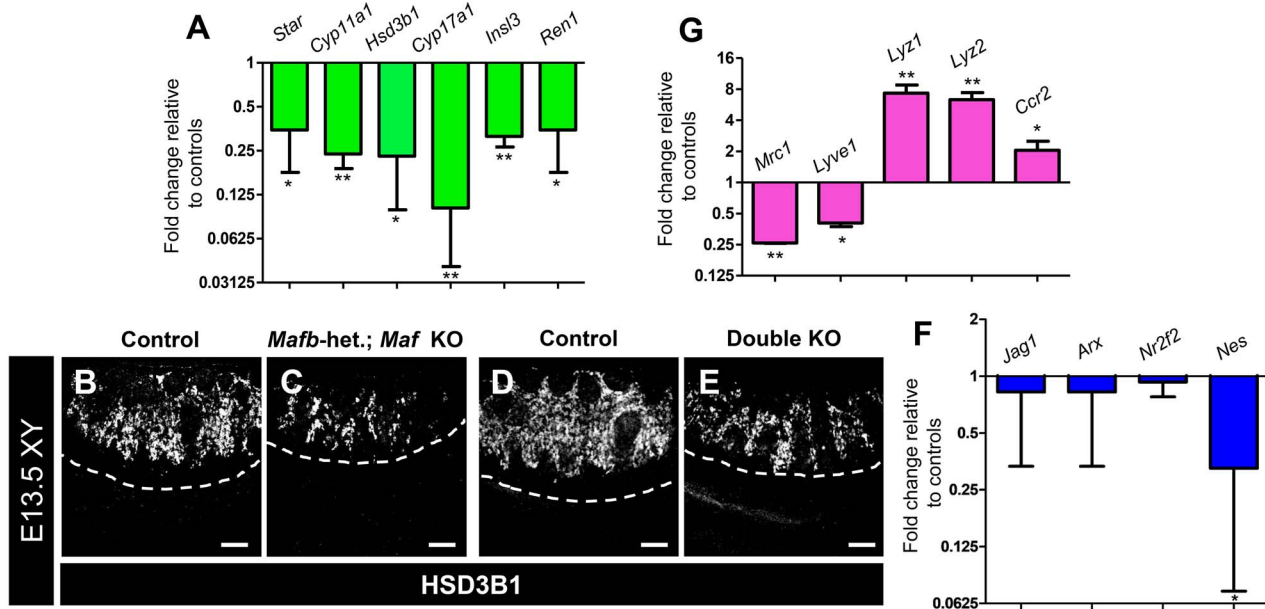 A
Star
Cyp11a1
Hsd3b1
Cyp17a1
Insl3
Ren1
Fold change relative
to controls
1
0.5
0.25
0.125
0.0625
0.03125
*
**
*
**
**
*
G
Fold change relative
to controls
16
8
4
2
1
0.5
0.25
0.125
Mrc1
Lyve1
Lyz1
Lyz2
Ccr2
**
*
**
**
*
E13.5 XY
Control
Mafb-het.; Maf KO
Control
Double KO
B
C
D
E
HSD3B1
F
Fold change relative
to controls
2
1
0.5
0.25
0.125
0.0625
Jag1
Arx
Nr2f2
Nes
*